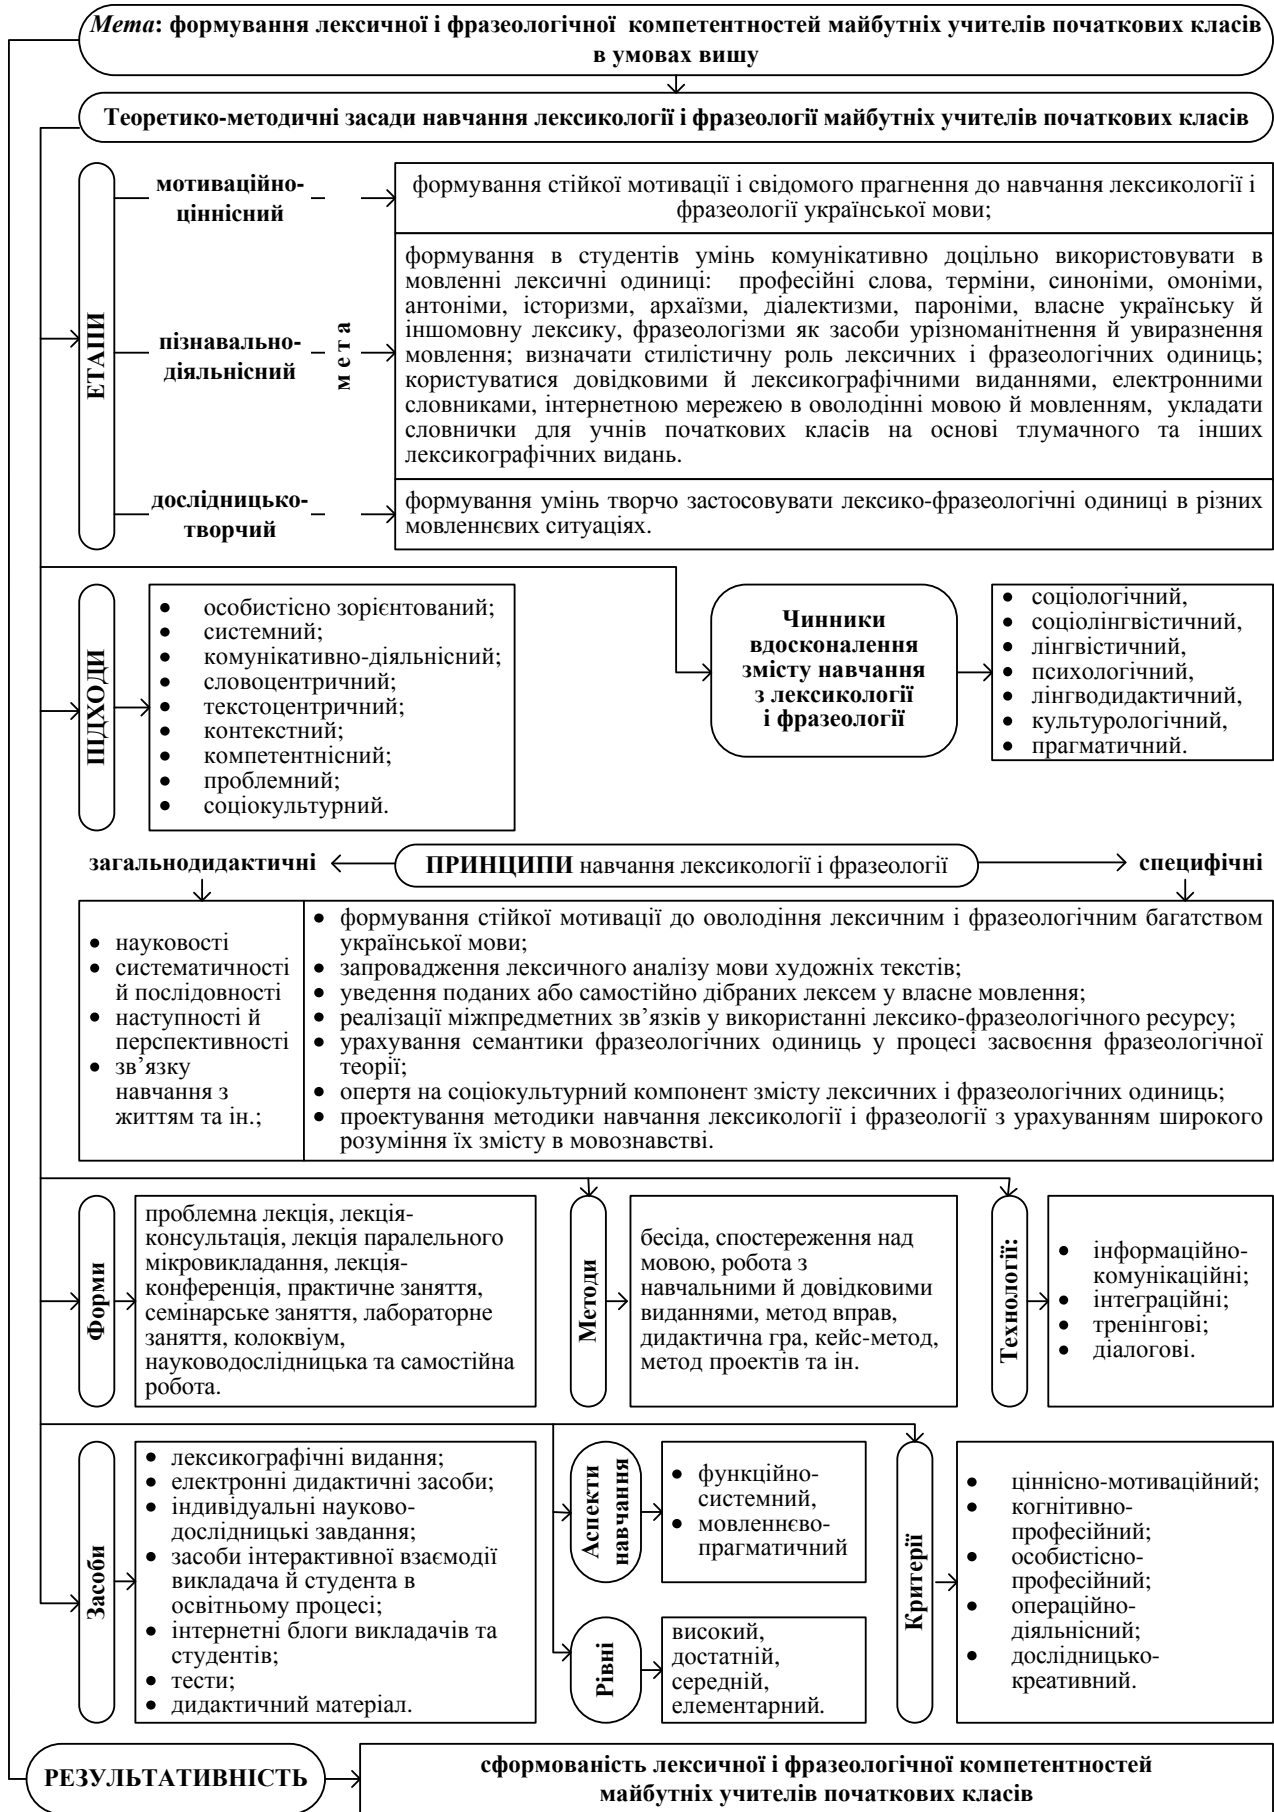 Мета: формування лексичної і фразеологічної компетентностей майбутніх учителів початкових класів
в умовах вишу
Теоретико-методичні засади навчання лексикології і фразеології майбутніх учителів початкових класів
ЕТАПИ
мотиваційно-
ціннісний
мета
формування стійкої мотивації і свідомого прагнення до навчання лексикології і
фразеології української мови;
пізнавально-
діяльнісний
формування в студентів умінь комунікативно доцільно використовувати в
мовленні лексичні одиниці: професійні слова, терміни, синоніми, омоніми,
антоніми, історизми, архаїзми, діалектизми, пароніми, власне українську й
іншомовну лексику, фразеологізми як засоби урізноманітнення й увиразнення
мовлення; визначати стилістичну роль лексичних і фразеологічних одиниць;
користуватися довідковими й лексикографічними виданнями, електронними
словниками, інтернетною мережею в оволодінні мовою й мовленням, укладати
словнички для учнів початкових класів на основі тлумачного та інших
лексикографічних видань.
дослідницько-
творчий
формування умінь творчо застосовувати лексико-фразеологічні одиниці в різних
мовленнєвих ситуаціях.
ПІДХОДИ
• особистісно зорієнтований;
• системний;
• комунікативно-діяльнісний;
• словоцентричний;
• текстоцентричний;
• контекстний;
• компетентнісний;
• проблемний;
• соціокультурний.
Чинники
вдосконалення
змісту навчання
з лексикології
і фразеології
• соціологічний,
• соціолінгвістичний,
• лінгвістичний,
• психологічний,
• лінгводидактичний,
• культурологічний,
• прагматичний.
загальнодидактичні
ПРИНЦИПИ навчання лексикології і фразеології
специфічні
• науковості
• систематичності
й послідовності
• наступності й
перспективності
• зв’язку
навчання з
життям та ін.;
• формування стійкої мотивації до оволодіння лексичним і фразеологічним багатством
української мови;
• запровадження лексичного аналізу мови художніх текстів;
• уведення поданих або самостійно дібраних лексем у власне мовлення;
• реалізації міжпредметних зв’язків у використанні лексико-фразеологічного ресурсу;
• урахування семантики фразеологічних одиниць у процесі засвоєння фразеологічної
теорії;
• опертя на соціокультурний компонент змісту лексичних і фразеологічних одиниць;
• проектування методики навчання лексикології і фразеології з урахуванням широкого
розуміння їх змісту в мовознавстві.
Форми
проблемна лекція, лекція-
консультація, лекція паралельного
мікровикладання, лекція-
конференція, практичне заняття,
семінарське заняття, лабораторне
заняття, колоквіум,
науководослідницька та самостійна
робота.
Методи
бесіда, спостереження над
мовою, робота з
навчальними й довідковими
виданнями, метод вправ,
дидактична гра, кейс-метод,
метод проектів та ін.
Технології:
• інформаційно-
комунікаційні;
• інтеграційні;
• тренінгові;
• діалогові.
Засоби
• лексикографічні видання;
• електронні дидактичні засоби;
• індивідуальні науково-
дослідницькі завдання;
• засоби інтерактивної взаємодії
викладача й студента в
освітньому процесі;
• інтернетні блоги викладачів та
студентів;
• тести;
• дидактичний матеріал.
Аспекти
навчання
• функційно-
системний,
• мовленнєво-
прагматичний
Рівні
високий,
достатній,
середній,
елементарний.
Критерії
• ціннісно-мотиваційний;
• когнітивно-
професійний;
• особистісно-
професійний;
• операційно-
діяльнісний;
• дослідницько-
креативний.
РЕЗУЛЬТАТИВНІСТЬ
сформованість лексичної і фразеологічної компетентностей
майбутніх учителів початкових класів